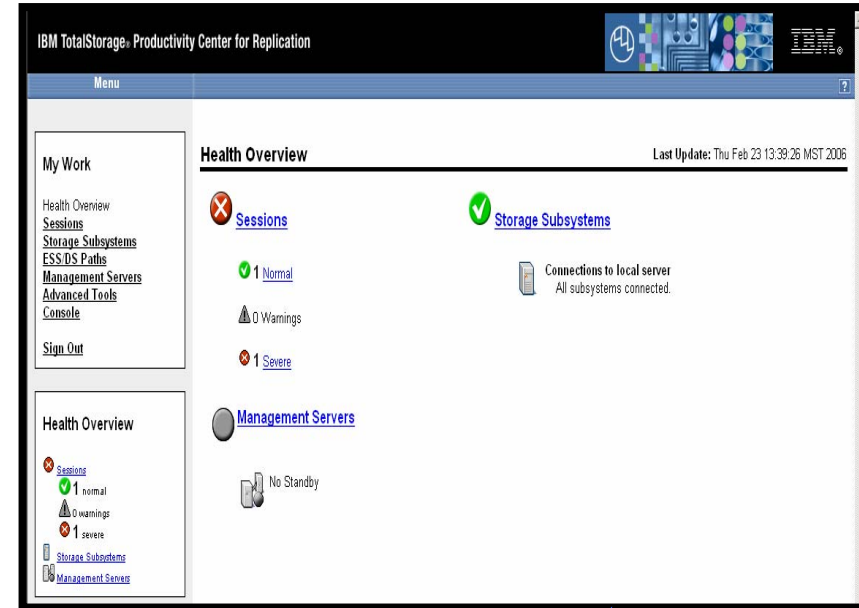 IBM TotalStorage® Productivity Center for Replication
IBM®
Menu
?
My Work
Health Overview
Sessions
Storage Subsystems
ESS/DS Paths
Management Servers
Advanced Tools
Console
Sign Out
Health Overview
Sessions
1 normal
0 warnings
1 severe
Storage Subsystems
Management Servers
Health Overview
Last Update: Thu Feb 23 13:39:26 MST 2006
Sessions
1 Normal
0 Warnings
1 Severe
Management Servers
No Standby
Storage Subsystems
Connections to local server
All subsystems connected.